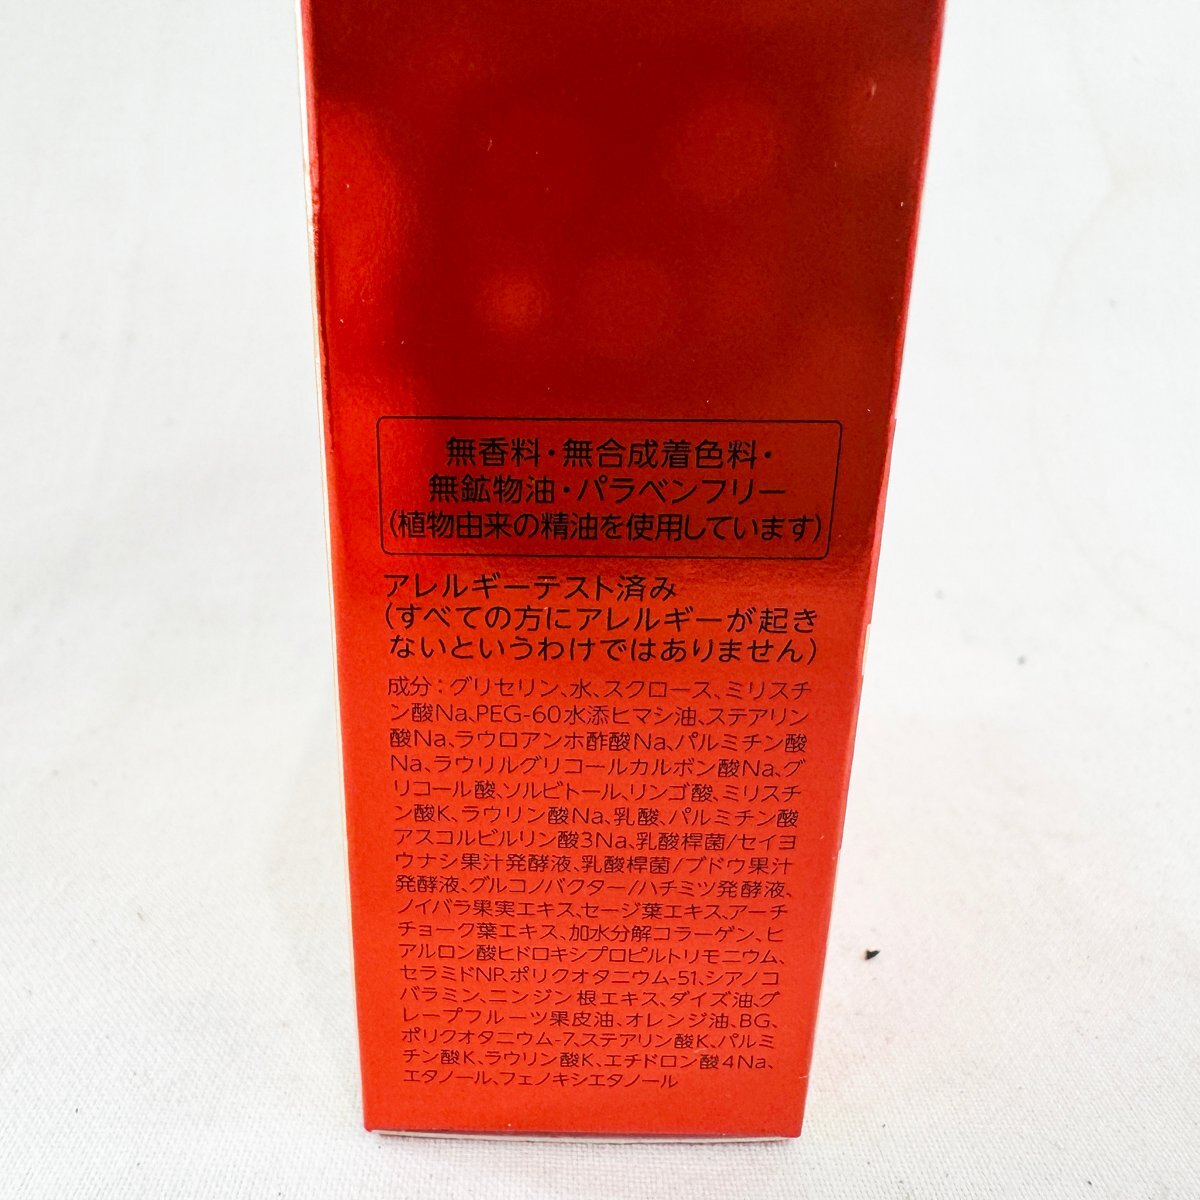 無香料・無合成着色料・
無鉱物油・パラベンフリー
(植物由来の精油を使用しています)
アレルギーテスト済み
(すべての方にアレルギーが起き
ないというわけではありません)
成分：グリセリン、水、スクロース、ミリスチ
ン酸Na、PEG-60水添ヒマシ油、ステアリン
酸Na、ラウロアンホ酢酸Na、パルミチン酸
Na、ラウリルグリコールカルボン酸Na、グ
リコール酸、ソルビトール、リンゴ酸、ミリスチ
ン酸K、ラウリン酸Na、乳酸、パルミチン酸
アスコルビルリン酸3Na、乳酸桿菌/セイヨ
ウナシ果汁発酵液、乳酸桿菌/ブドウ果汁
発酵液、グルコノバクター/ハチミツ発酵液、
ノイバラ果実エキス、セージ葉エキス、アーチ
チョーク葉エキス、加水分解コラーゲン、ヒ
アルロン酸ヒドロキシプロピルトリモニウム、
セラミドNP、ポリクオタニウム-51、シアノコ
バラミン、ニンジン根エキス、ダイズ油、グ
レープフルーツ果皮油、オレンジ油、BG、
ポリクオタニウム-7、ステアリン酸K、パルミ
チン酸K、ラウリン酸K、エチドロン酸4Na、
エタノール、フェノキシエタノール